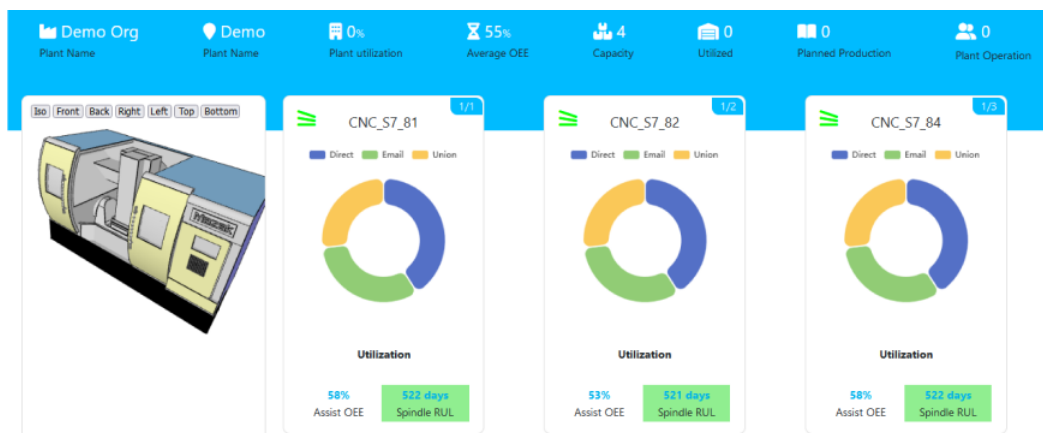 Demo Org
Plant Name
Demo
Plant Name
0%
Plant utilization
55%
Average OEE
4
Capacity
0
Utilized
0
Planned Production
0
Plant Operation
Iso Front Back Right Left Top Bottom
Mazak
1/1
CNC_S7_81
Direct Email Union
Utilization
58%
Assist OEE
522 days
Spindle RUL
1/2
CNC_S7_82
Direct Email Union
Utilization
53%
Assist OEE
521 days
Spindle RUL
1/3
CNC_S7_84
Direct Email Union
Utilization
58%
Assist OEE
522 days
Spindle RUL